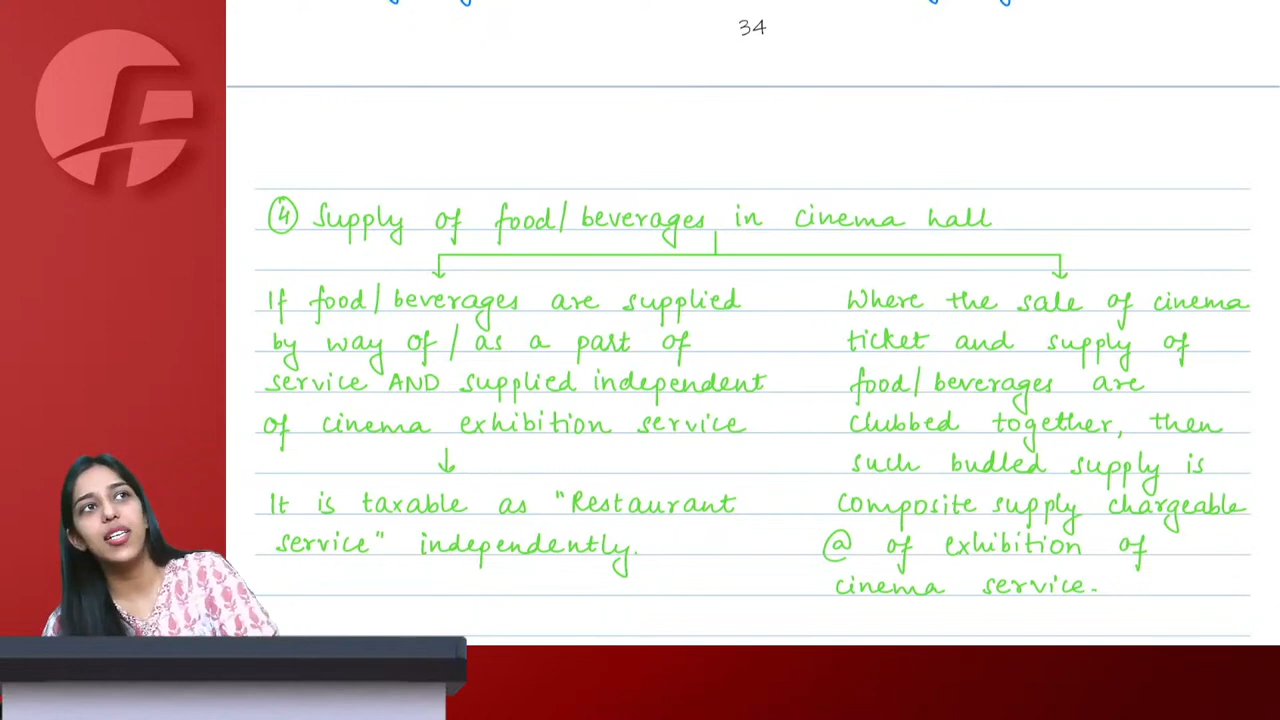 34
④ Supply of food/beverages in cinema hall
If food/beverages are supplied
by way of / as a part of
service AND supplied independent
of cinema exhibition service
It is taxable as "Restaurant
service" independently.
Where the sale of cinema
ticket and supply of
food/beverages are
clubbed together, then
such budled supply is
composite supply chargeable
@ of exhibition of
cinema service.